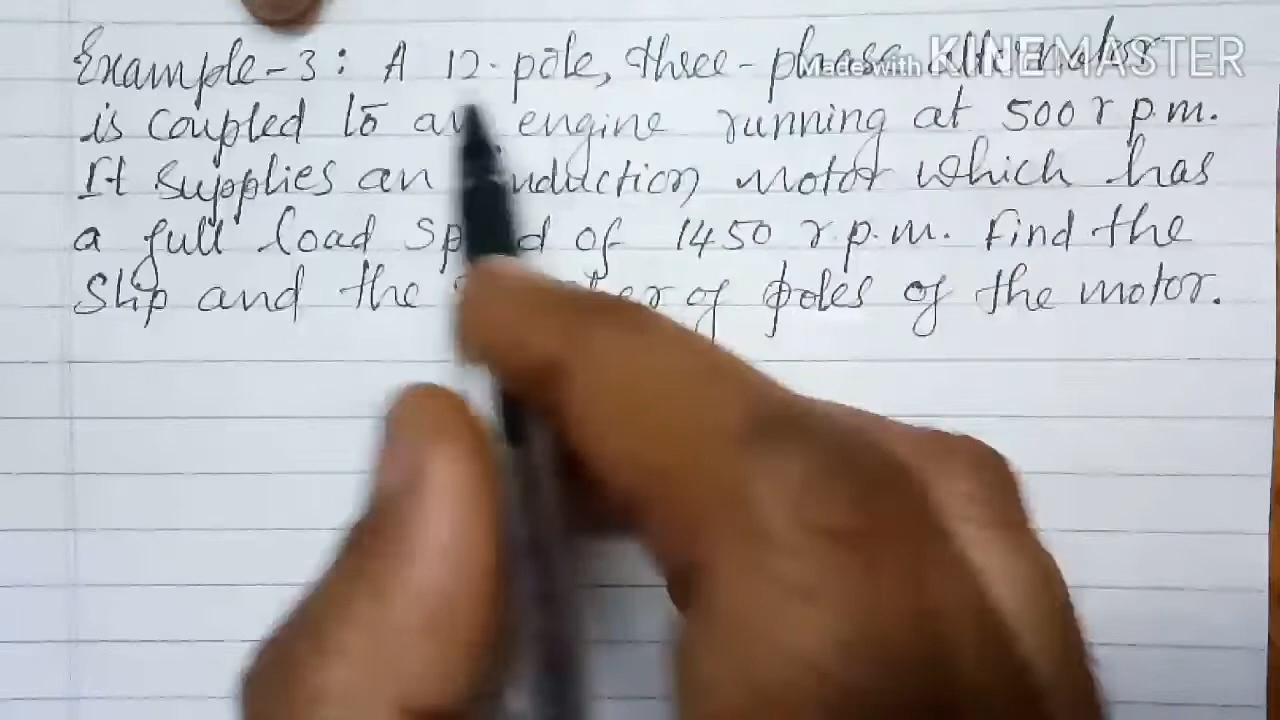 Example-3: A 12-pole, three-phase alternator
Made with KINEMASTER
is coupled to an engine running at 500 r.p.m.
It supplies an induction motor which has
a full load speed of 1450 r.p.m. Find the
Slip and the number of poles of the motor.